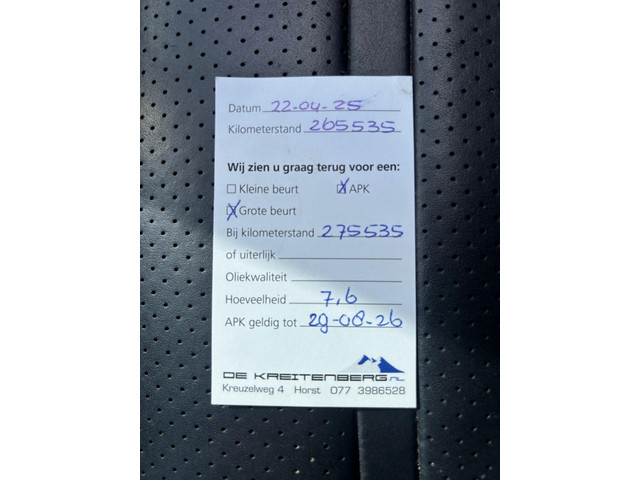 Datum 22-04-25
Kilometerstand 265535
Wij zien u graag terug voor een:
Kleine beurt APK
Grote beurt
Bij kilometerstand 275535
of uiterlijk
Oliekwaliteit
Hoeveelheid 7,6
APK geldig tot 29-08-26
DE KREITENBERG.NL
Kreuzelweg 4 Horst 077 3986528